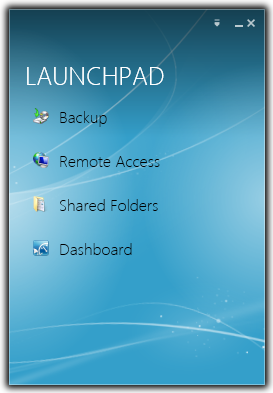 LAUNCHPAD
Backup
Remote Access
Shared Folders
Dashboard